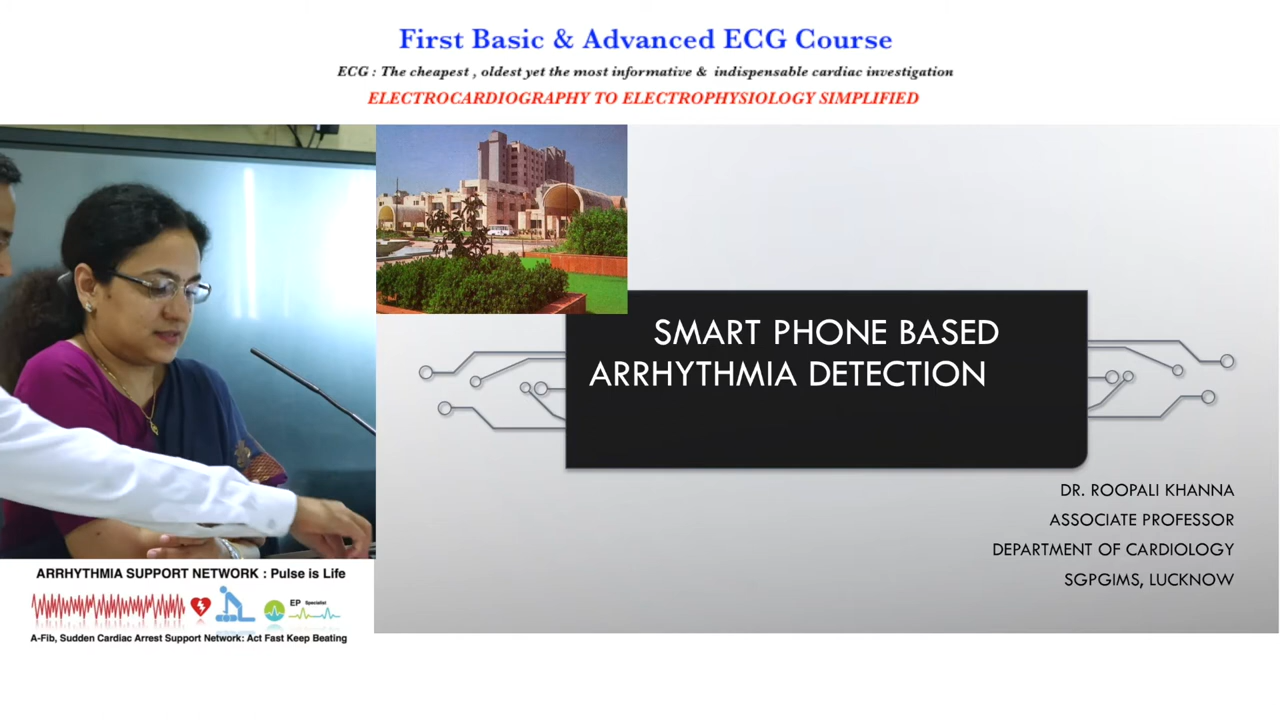 First Basic & Advanced ECG Course
ECG : The cheapest , oldest yet the most informative & indispensable cardiac investigation
ELECTROCARDIOGRAPHY TO ELECTROPHYSIOLOGY SIMPLIFIED
SMART PHONE BASED
ARRHYTHMIA DETECTION
DR. ROOPALI KHANNA
ASSOCIATE PROFESSOR
DEPARTMENT OF CARDIOLOGY
SGPGIMS, LUCKNOW
ARRHYTHMIA SUPPORT NETWORK : Pulse is Life
EP Specialist
A-Fib, Sudden Cardiac Arrest Support Network: Act Fast Keep Beating